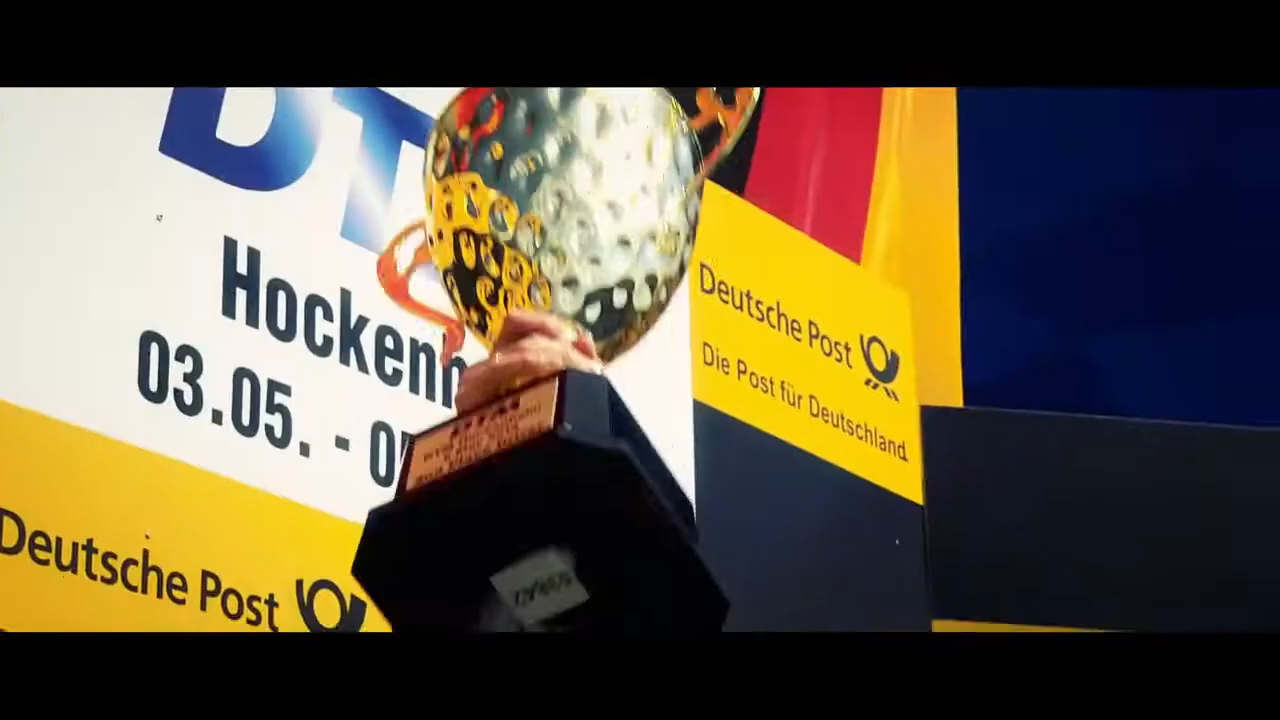 DT
Hockenh
03.05. - 0
Deutsche Post
Deutsche Post
Die Post für Deutschland